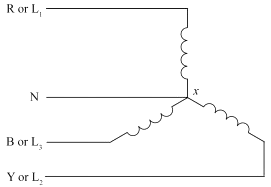 R or L₁
x
N
B or L₃
Y or L₂